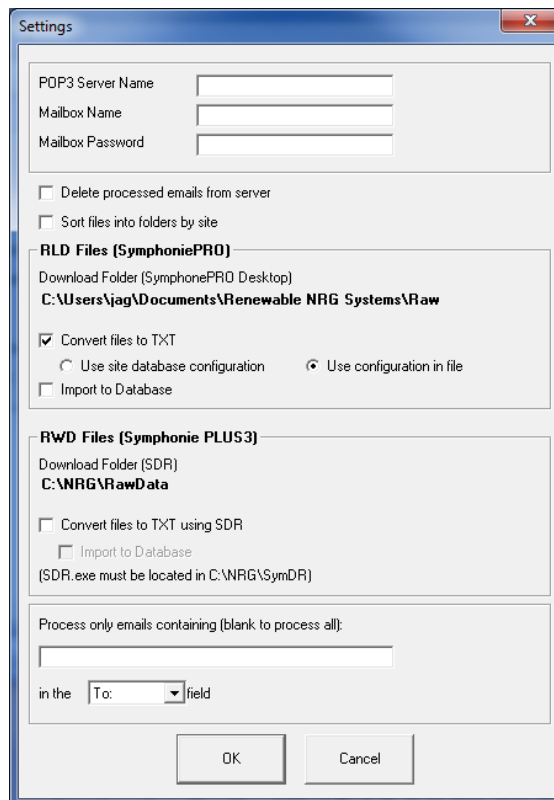 Settings
POP3 Server Name
Mailbox Name
Mailbox Password
Delete processed emails from server
Sort files into folders by site
RLD Files (SymphoniePRO)
Download Folder (SymphonePRO Desktop)
C:\Users\jag\Documents\Renewable NRG Systems\Raw
Convert files to TXT
Use site database configuration Use configuration in file
Import to Database
RWD Files (Symphonie PLUS3)
Download Folder (SDR)
C:\NRG\RawData
Convert files to TXT using SDR
Import to Database
(SDR.exe must be located in C:\NRG\SymDR)
Process only emails containing (blank to process all):
in the To: field
OK Cancel